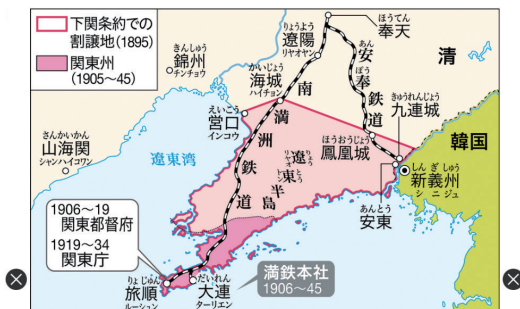 下関条約での
割譲地(1895)
関東州
(1905~45)
ほうてん
奉天
りょうよう
遼陽
リヤオヤン
きんしゅう
錦州
チンチョウ
かいじょう
海城
ハイチョン
清
あん
安
ぽう
奉
鉄
道
きゅうれんじょう
九連城
えいこう
営口
インコウ
南
満
洲
鉄
道
ほうおうじょう
鳳凰城
韓国
さんかいかん
山海関
シャンハイコワン
遼東湾
りょう
遼
リヤオ
とう
東
トン
半
島
しんぎしゅう
新義州
シニジュ
あんとう
安東
1906~19
関東都督府
1919~34
関東庁
りょじゅん
旅順
ルーシュン
だいれん
大連
ターリエン
満鉄本社
1906~45